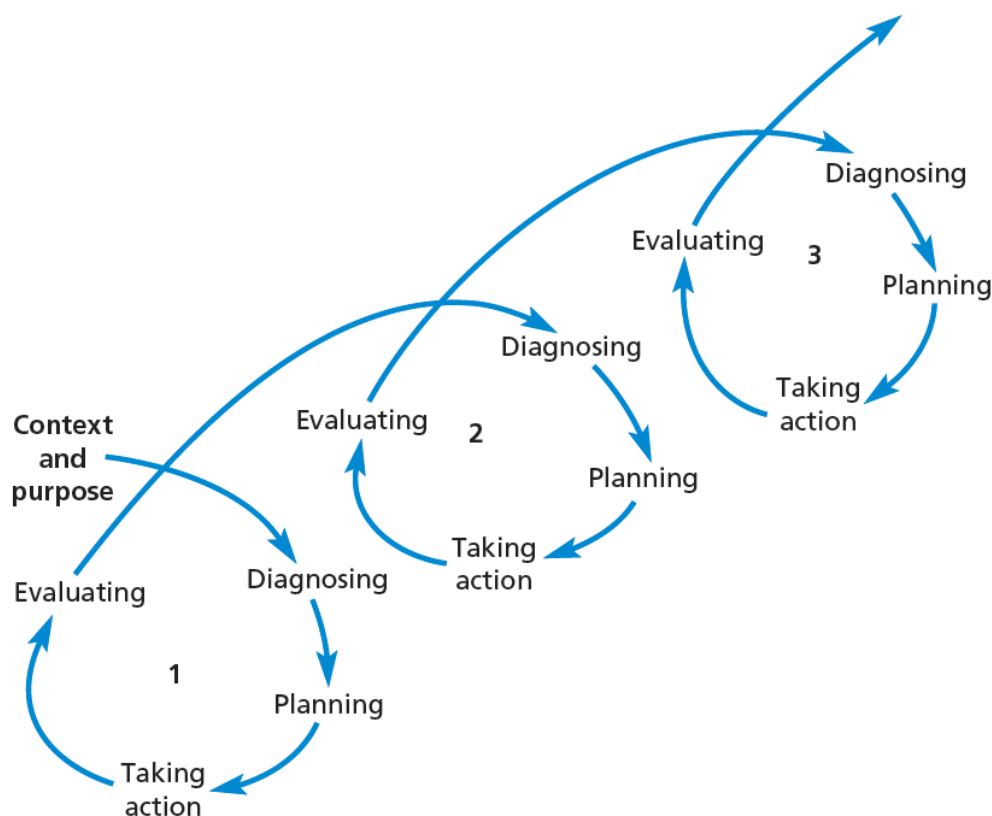 Context
and
purpose
Diagnosing
Planning
Taking
action
Evaluating
1
Diagnosing
Planning
Taking
action
Evaluating
2
Diagnosing
Planning
Taking
action
Evaluating
3